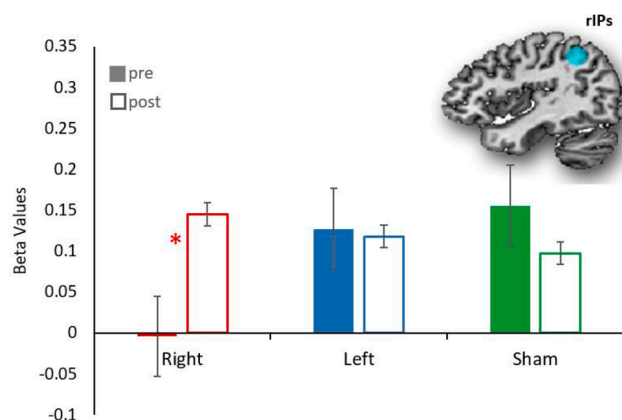 rIPs
0.35
0.3
0.25
0.2
0.15
0.1
0.05
0
-0.05
-0.1
Beta Values
pre
post
*
Right
Left
Sham